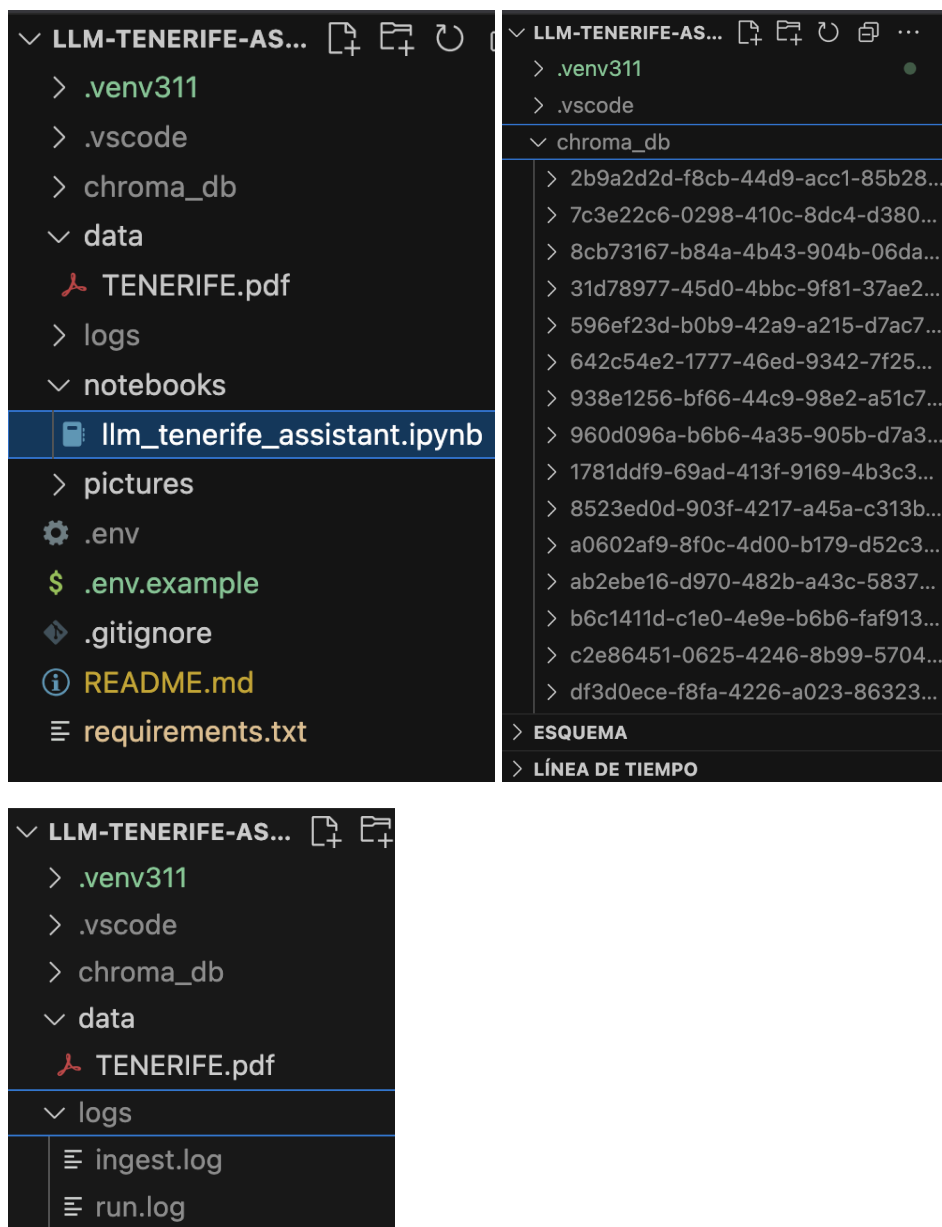 LLM-TENERIFE-AS...
.venv311
.vscode
chroma_db
data
TENERIFE.pdf
logs
notebooks
llm_tenerife_assistant.ipynb
pictures
.env
$ .env.example
.gitignore
README.md
requirements.txt
LLM-TENERIFE-AS...
.venv311
.vscode
chroma_db
2b9a2d2d-f8cb-44d9-acc1-85b28...
7c3e22c6-0298-410c-8dc4-d380...
8cb73167-b84a-4b43-904b-06da...
31d78977-45d0-4bbc-9f81-37ae2...
596ef23d-b0b9-42a9-a215-d7ac7...
642c54e2-1777-46ed-9342-7f25...
938e1256-bf66-44c9-98e2-a51c7...
960d096a-b6b6-4a35-905b-d7a3...
1781ddf9-69ad-413f-9169-4b3c3...
8523ed0d-903f-4217-a45a-c313b...
a0602af9-8f0c-4d00-b179-d52c3...
ab2ebe16-d970-482b-a43c-5837...
b6c1411d-c1e0-4e9e-b6b6-faf913...
c2e86451-0625-4246-8b99-5704...
df3d0ece-f8fa-4226-a023-86323...
ESQUEMA
LÍNEA DE TIEMPO
LLM-TENERIFE-AS...
.venv311
.vscode
chroma_db
data
TENERIFE.pdf
logs
ingest.log
run.log